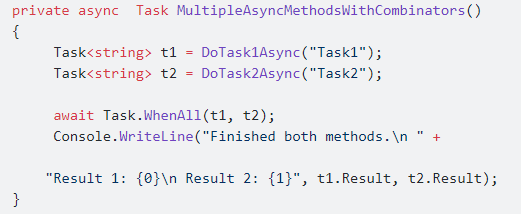 private async  Task MultipleAsyncMethodsWithCombinators()
{
Task<string> t1 = DoTask1Async("Task1");
Task<string> t2 = DoTask2Async("Task2");
await Task.WhenAll(t1, t2);
Console.WriteLine("Finished both methods.\n " +
"Result 1: {0}\n Result 2: {1}", t1.Result, t2.Result);
}